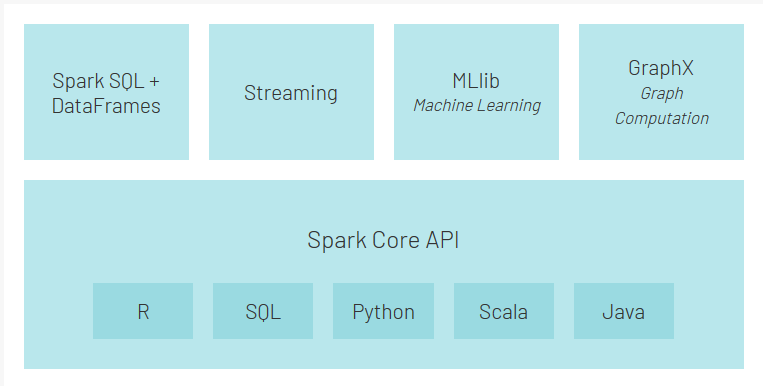 Spark SQL +
DataFrames
Streaming
MLlib
Machine Learning
GraphX
Graph
Computation
Spark Core API
R
SQL
Python
Scala
Java